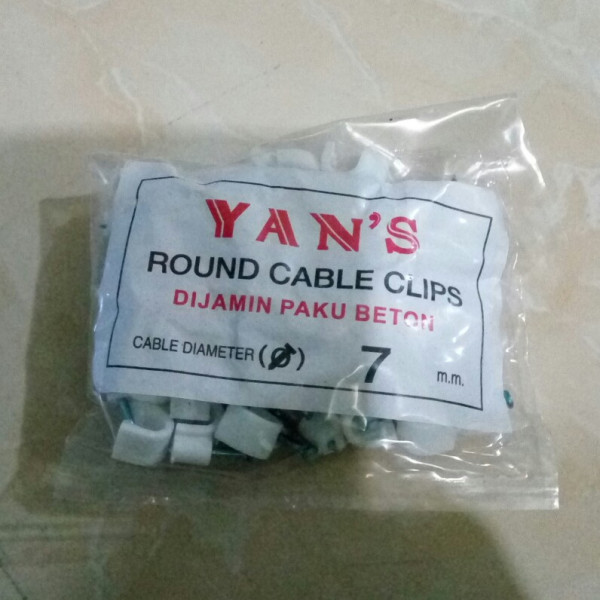 YAN'S
ROUND CABLE CLIPS
DIJAMIN PAKU BETON
CABLE DIAMETER (Ø) 7 m.m.